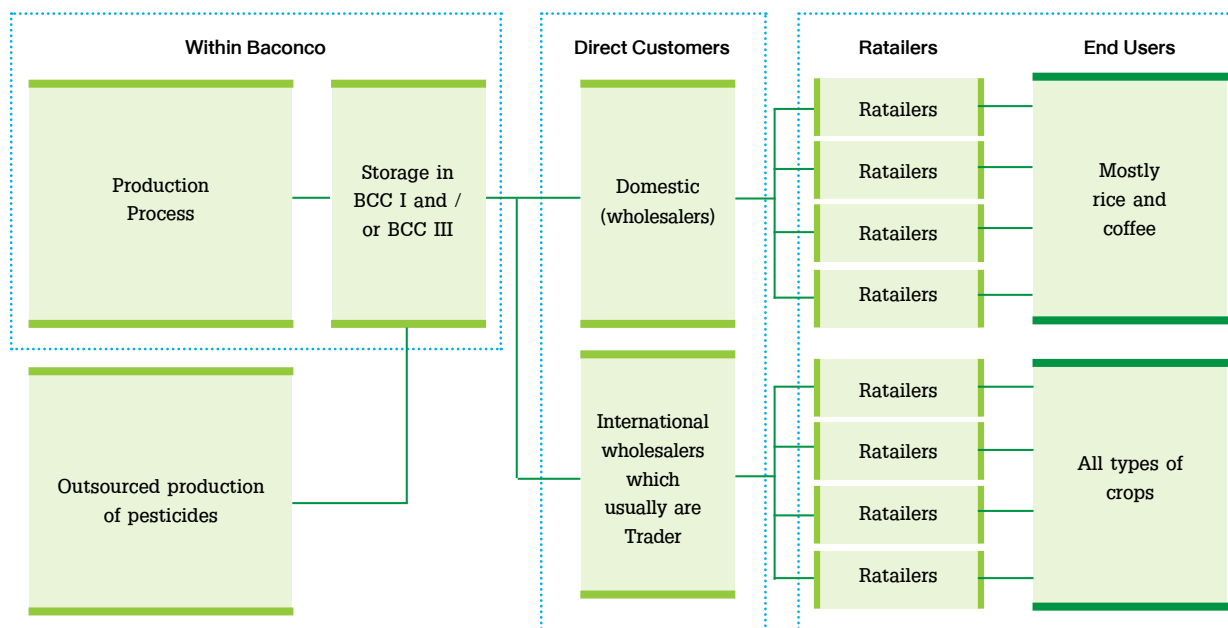 Within Baconco
Direct Customers
Ratailers
End Users
Production
Process
Storage in
BCC I and /
or BCC III
Domestic
(wholesalers)
Ratailers
Ratailers
Ratailers
Ratailers
Mostly
rice and
coffee
Outsourced production
of pesticides
International
wholesalers
which
usually are
Trader
Ratailers
Ratailers
Ratailers
Ratailers
All types of
crops